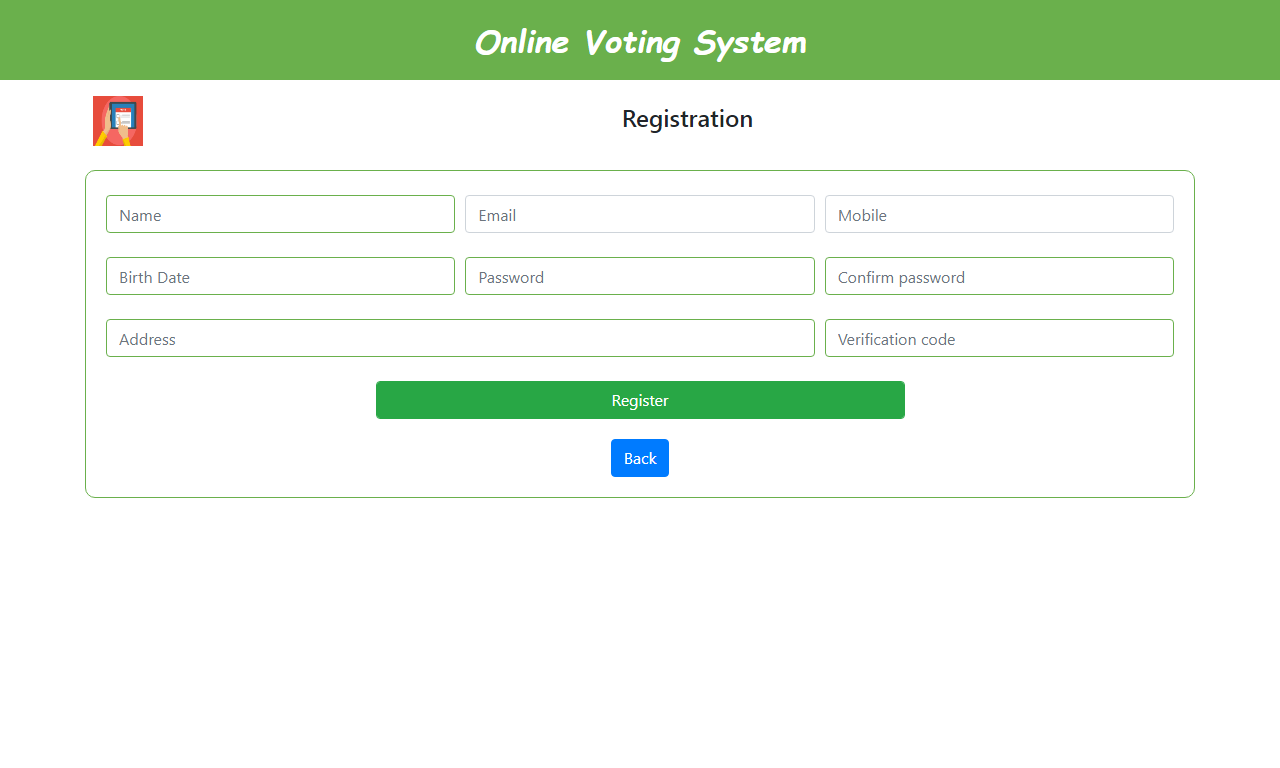 Online Voting System
Registration
Name Email Mobile
Birth Date Password Confirm password
Address Verification code
Register
Back